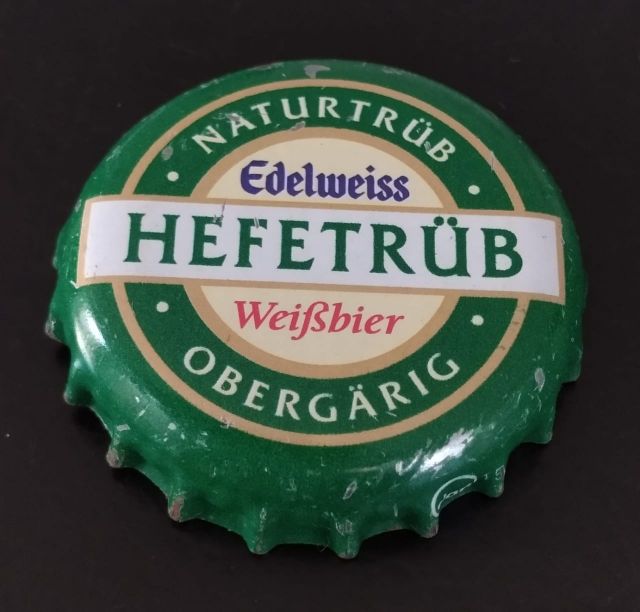 NATURTRÜB
Edelweiss
HEFETRÜB
Weißbier
OBERGÄRIG